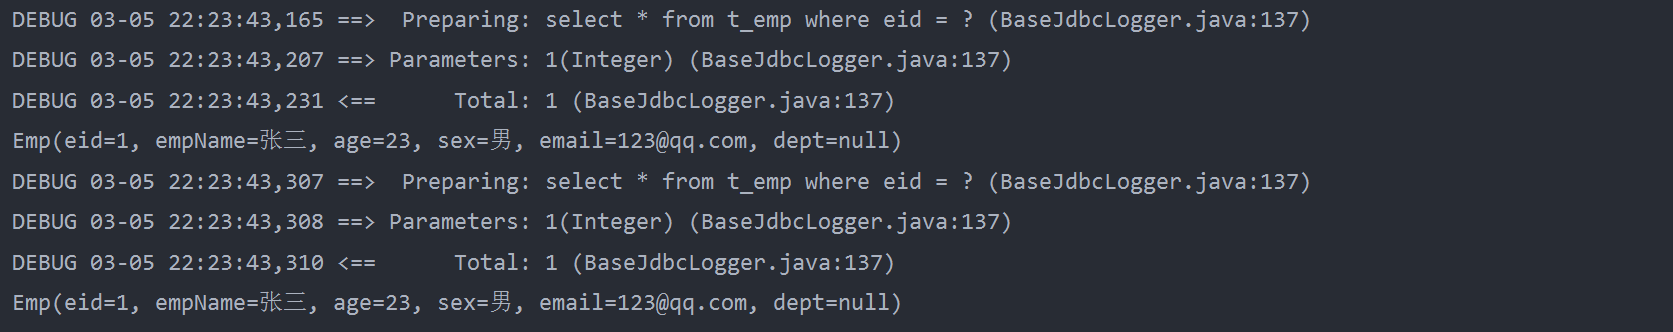 DEBUG 03-05 22:23:43,165 ==>  Preparing: select * from t_emp where eid = ? (BaseJdbcLogger.java:137)
DEBUG 03-05 22:23:43,207 ==> Parameters: 1(Integer) (BaseJdbcLogger.java:137)
DEBUG 03-05 22:23:43,231 <==      Total: 1 (BaseJdbcLogger.java:137)
Emp(eid=1, empName=张三, age=23, sex=男, email=123@qq.com, dept=null)
DEBUG 03-05 22:23:43,307 ==>  Preparing: select * from t_emp where eid = ? (BaseJdbcLogger.java:137)
DEBUG 03-05 22:23:43,308 ==> Parameters: 1(Integer) (BaseJdbcLogger.java:137)
DEBUG 03-05 22:23:43,310 <==      Total: 1 (BaseJdbcLogger.java:137)
Emp(eid=1, empName=张三, age=23, sex=男, email=123@qq.com, dept=null)